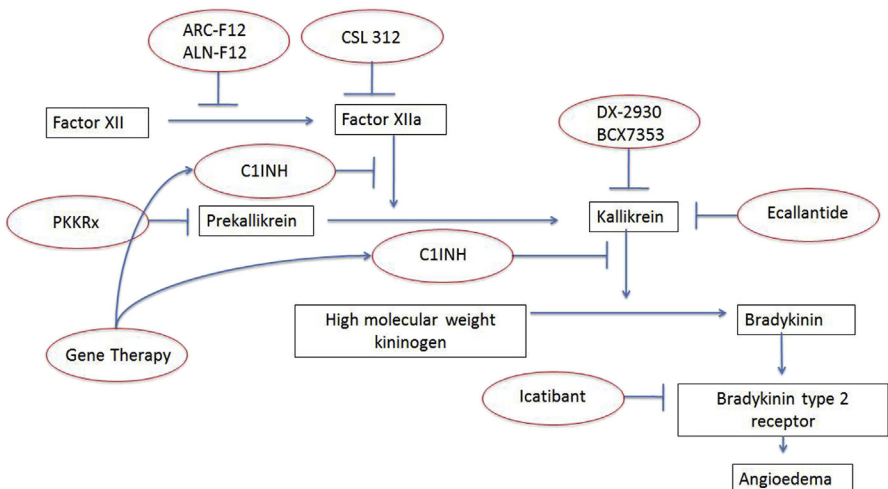 ARC-F12
ALN-F12
CSL 312
Factor XII
Factor XIIa
DX-2930
BCX7353
C1INH
PKKRx
Prekallikrein
Kallikrein
Ecallantide
C1INH
High molecular weight
kininogen
Bradykinin
Gene Therapy
Icatibant
Bradykinin type 2
receptor
Angioedema